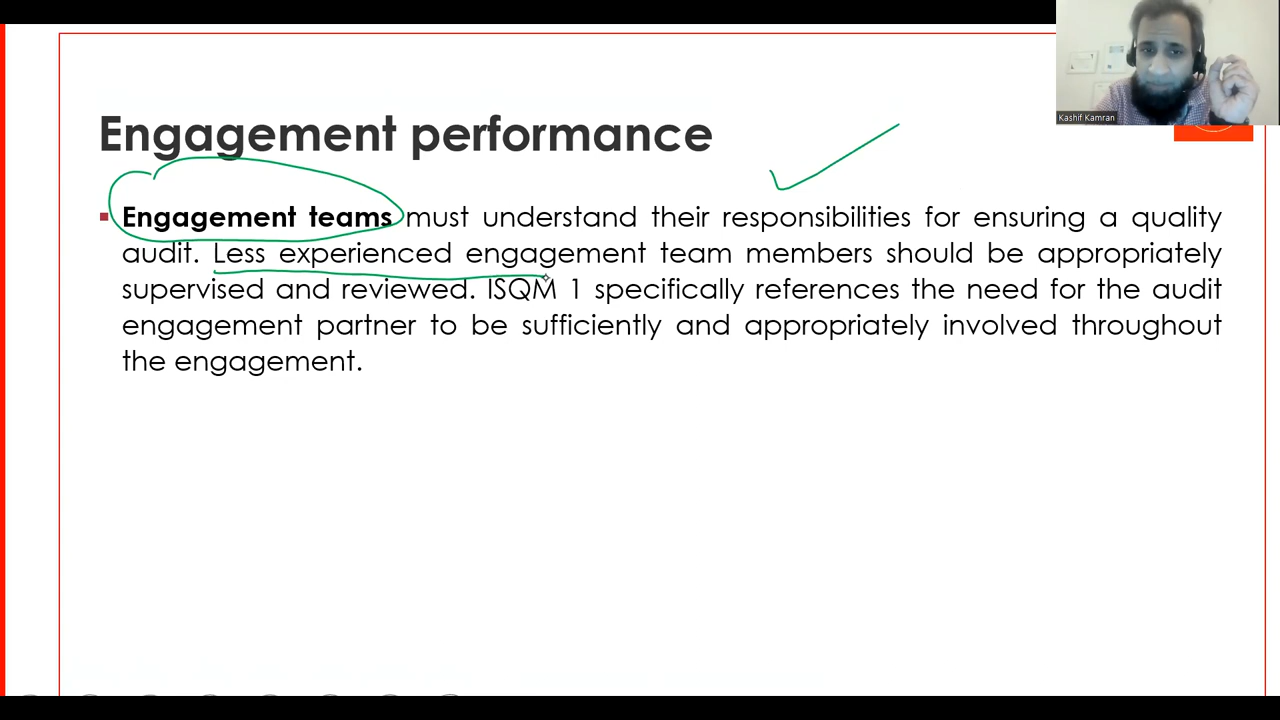 Kashif Kamran
Engagement performance
Engagement teams must understand their responsibilities for ensuring a quality
audit. Less experienced engagement team members should be appropriately
supervised and reviewed. ISQM 1 specifically references the need for the audit
engagement partner to be sufficiently and appropriately involved throughout
the engagement.